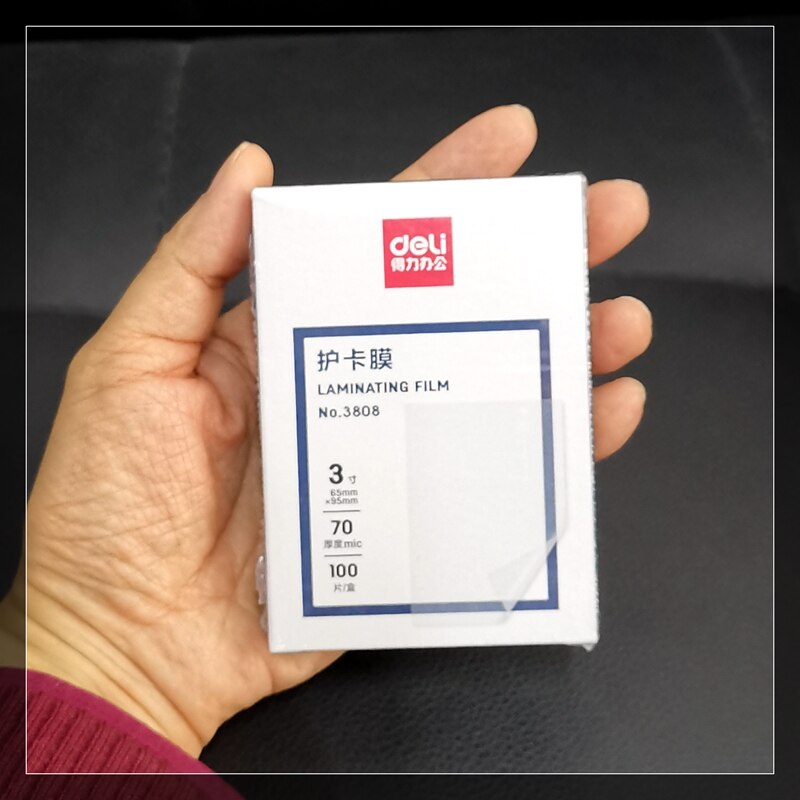 deli
得力办公
护卡膜
LAMINATING FILM
No.3808
3寸
65mm
×95mm
70
厚度mic
100
片/盒